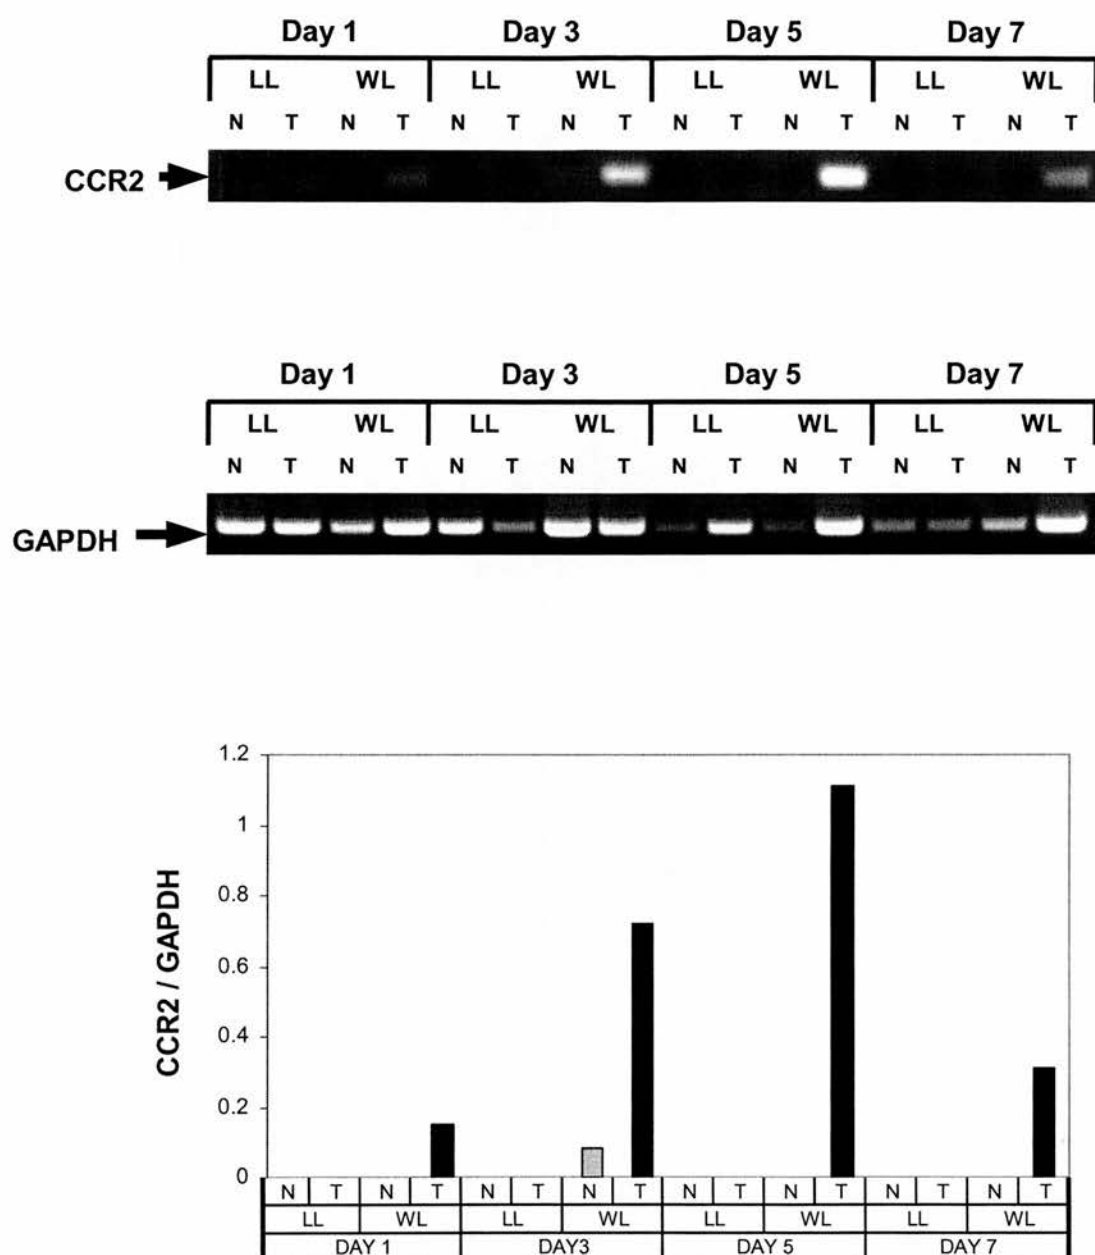 Day 1 Day 3 Day 5 Day 7
LL WL LL WL LL WL LL WL
N T N T N T N T N T N T N T N T
CCR2
Day 1 Day 3 Day 5 Day 7
LL WL LL WL LL WL LL WL
N T N T N T N T N T N T N T N T
GAPDH
CCR2 / GAPDH
1.2
1
0.8
0.6
0.4
0.2
0
N T N T N T N T N T N T N T N T
LL WL LL WL LL WL LL WL
DAY 1 DAY3 DAY 5 DAY 7